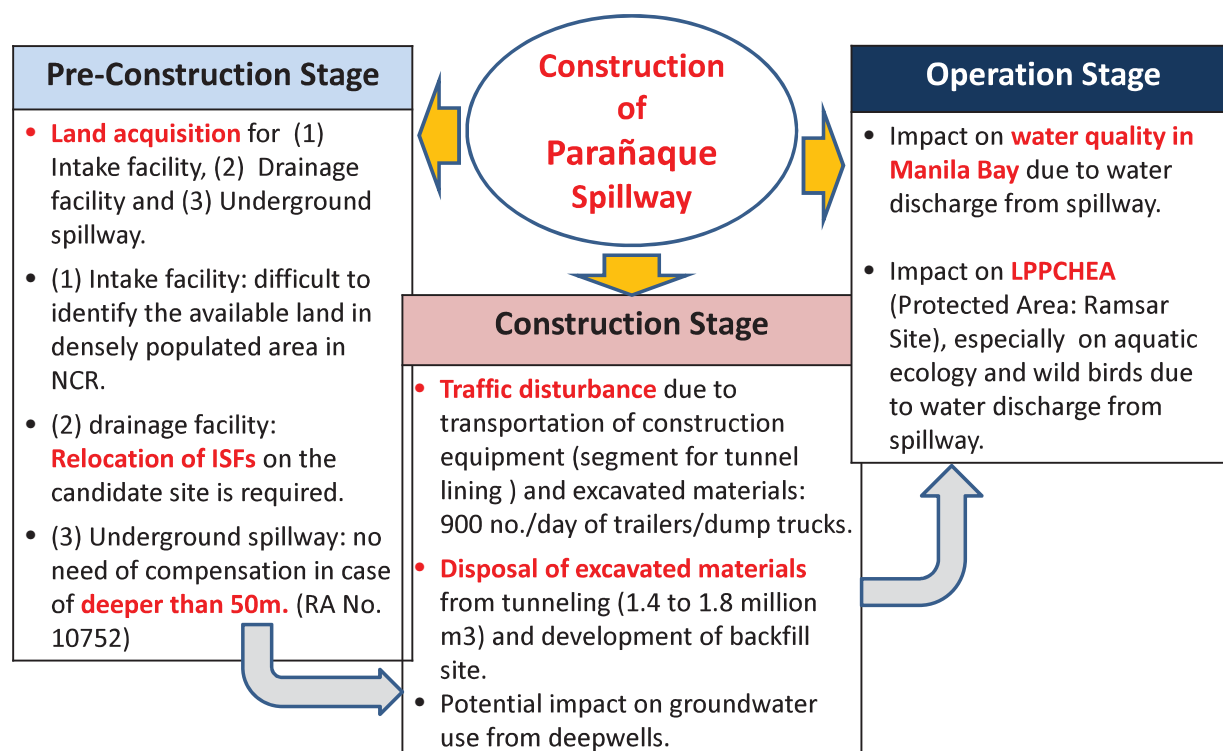 Construction
of
Parañaque
Spillway
Pre-Construction Stage
• Land acquisition for (1)
Intake facility, (2) Drainage
facility and (3) Underground
spillway.
• (1) Intake facility: difficult to
identify the available land in
densely populated area in
NCR.
• (2) drainage facility:
Relocation of ISFs on the
candidate site is required.
• (3) Underground spillway: no
need of compensation in case
of deeper than 50m. (RA No.
10752)
Construction Stage
• Traffic disturbance due to
transportation of construction
equipment (segment for tunnel
lining ) and excavated materials:
900 no./day of trailers/dump trucks.
• Disposal of excavated materials
from tunneling (1.4 to 1.8 million
m3) and development of backfill
site.
• Potential impact on groundwater
use from deepwells.
Operation Stage
• Impact on water quality in
Manila Bay due to water
discharge from spillway.
• Impact on LPPCHEA
(Protected Area: Ramsar
Site), especially on aquatic
ecology and wild birds due
to water discharge from
spillway.